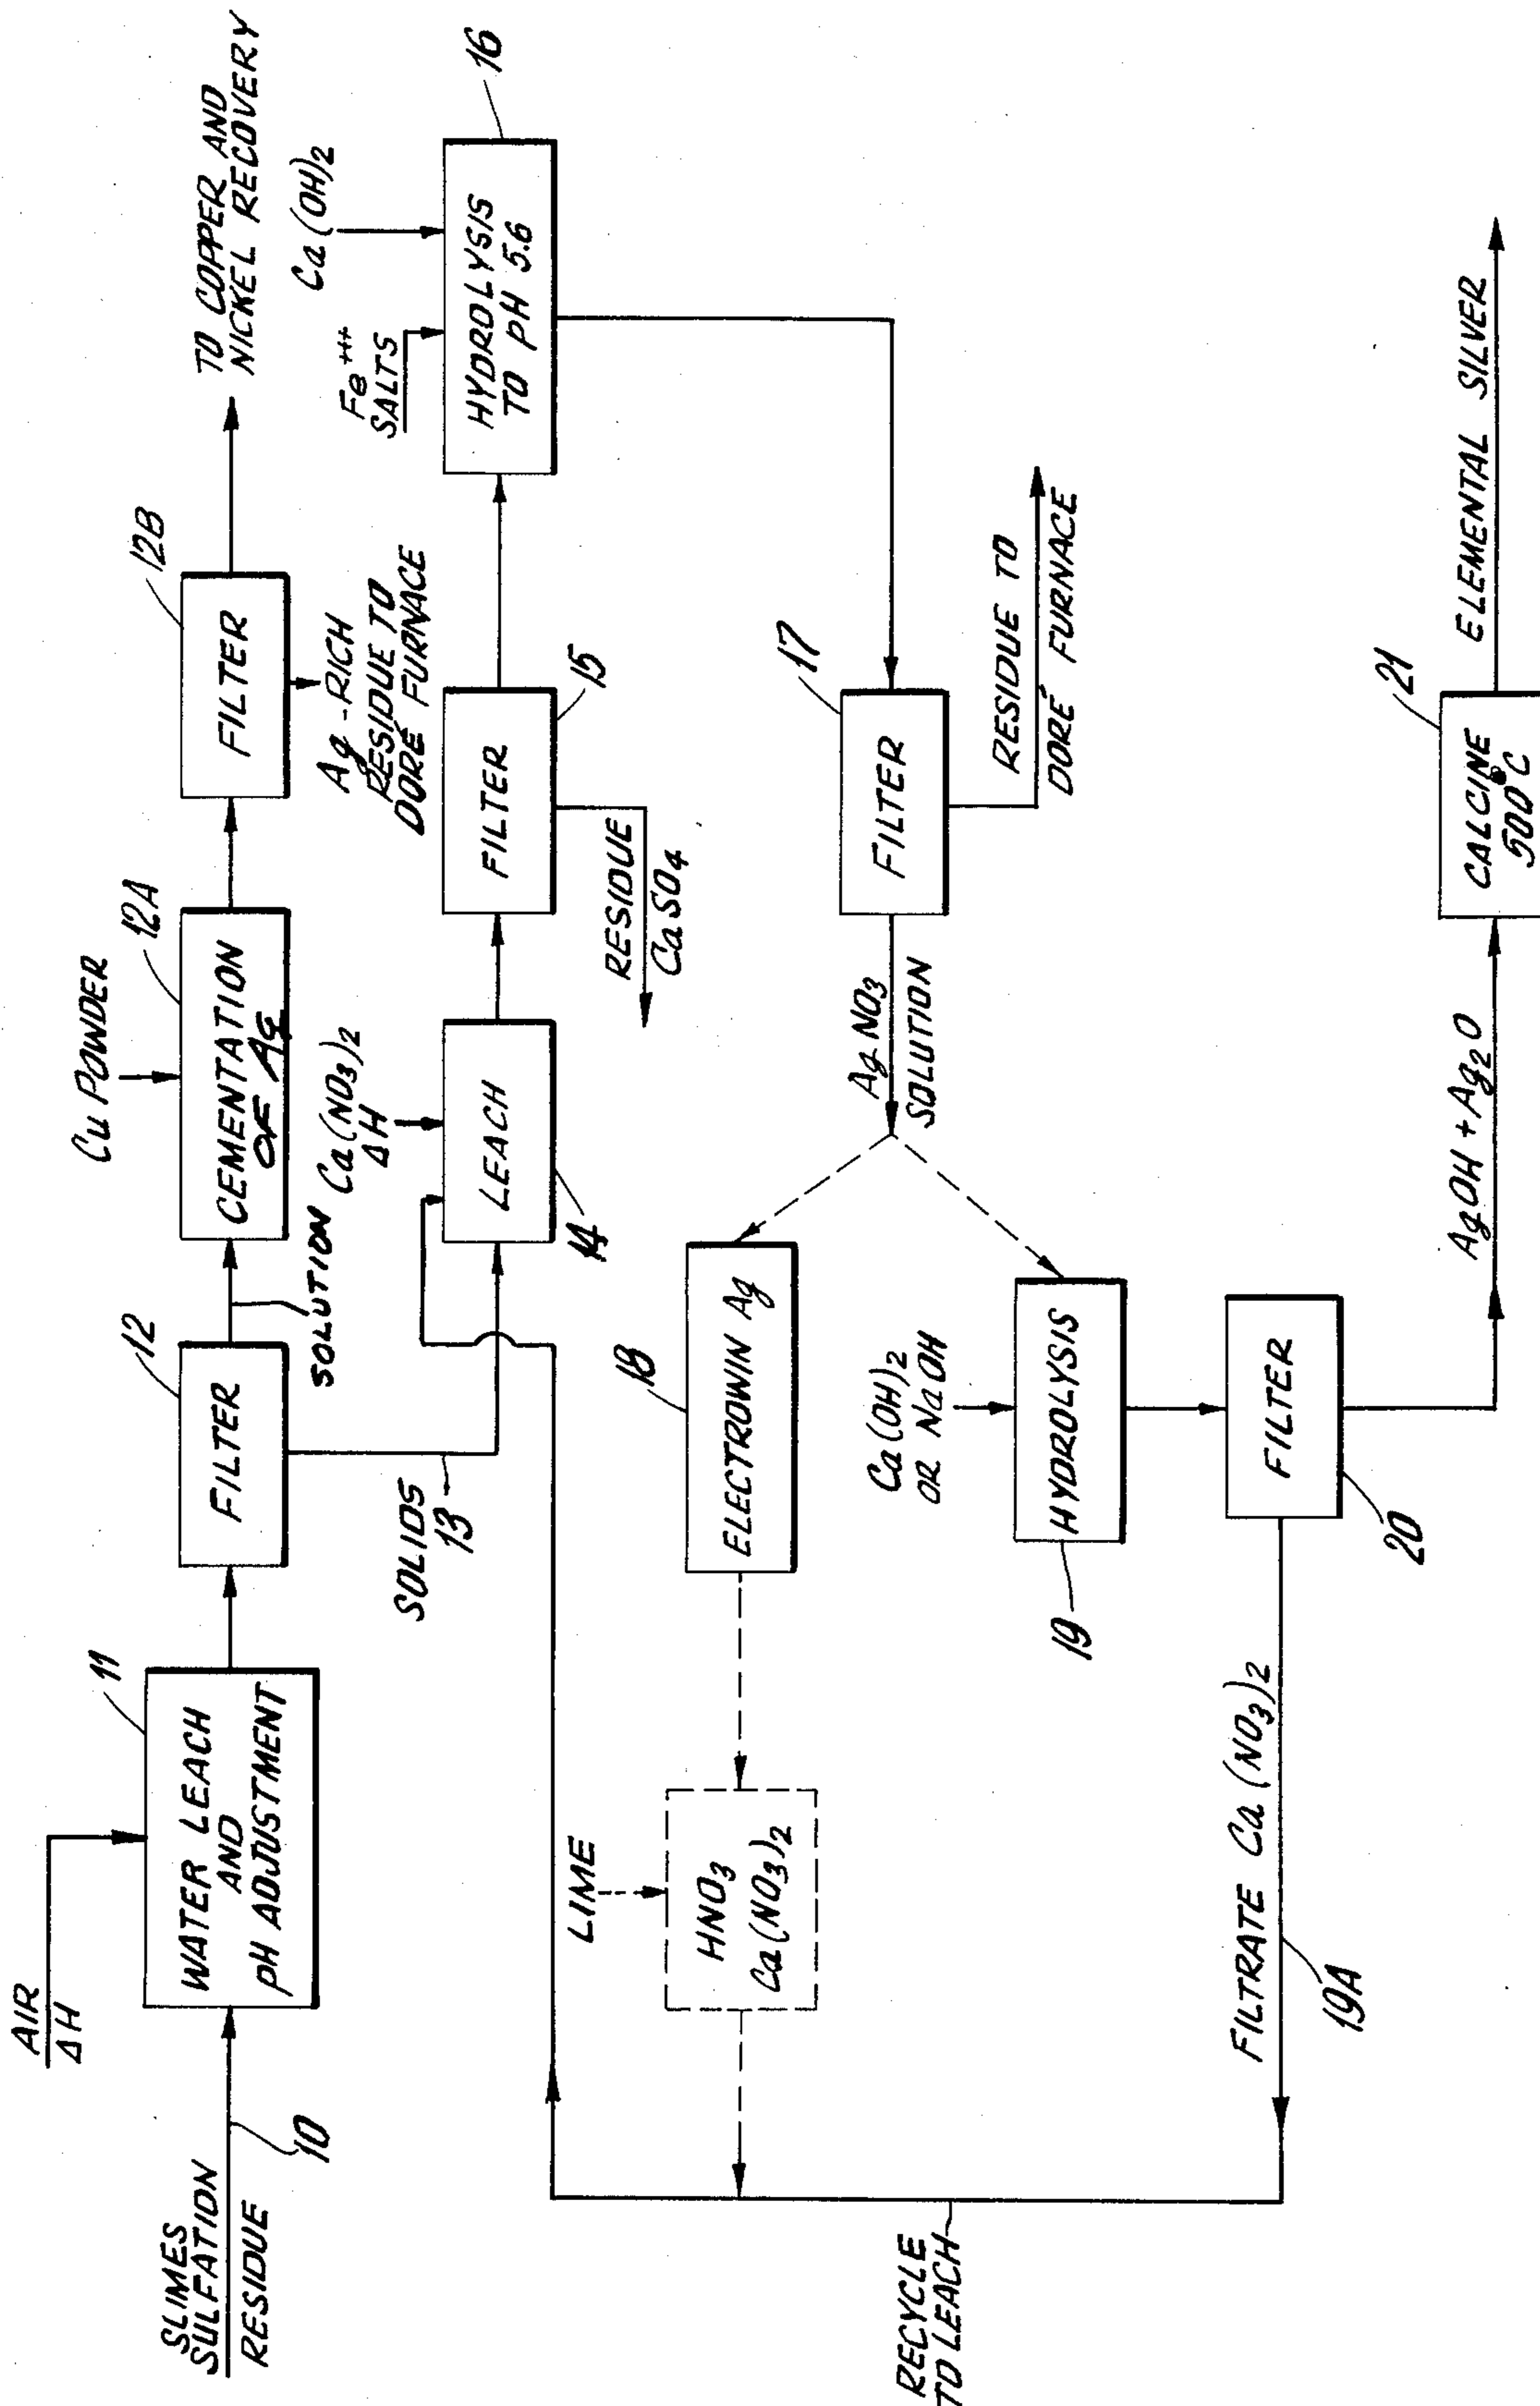 AIR
ΔH
SLIMES
SULFATION
RESIDUE
10
11
WATER LEACH
AND
pH ADJUSTMENT
12
FILTER
SOLUTION
Cu POWDER
12A
CEMENTATION
OF Ag
12B
FILTER
TO COPPER AND
NICKEL RECOVERY
Ag-RICH
RESIDUE TO
DORÉ FURNACE
SOLIDS
13
Ca(NO3)2
ΔH
LEACH
14
FILTER
15
RESIDUE
CaSO4
Fe+++
SALTS
Ca(OH)2
HYDROLYSIS
TO pH 5.6
16
17
FILTER
RESIDUE TO
DORÉ FURNACE
AgNO3
SOLUTION
18
ELECTROWIN Ag
LIME
HNO3
Ca(NO3)2
Ca(OH)2
OR NaOH
HYDROLYSIS
19
FILTER
20
FILTRATE Ca(NO3)2
19A
RECYCLE
TO LEACH
AgOH + Ag2O
21
CALCINE
500°C
ELEMENTAL SILVER